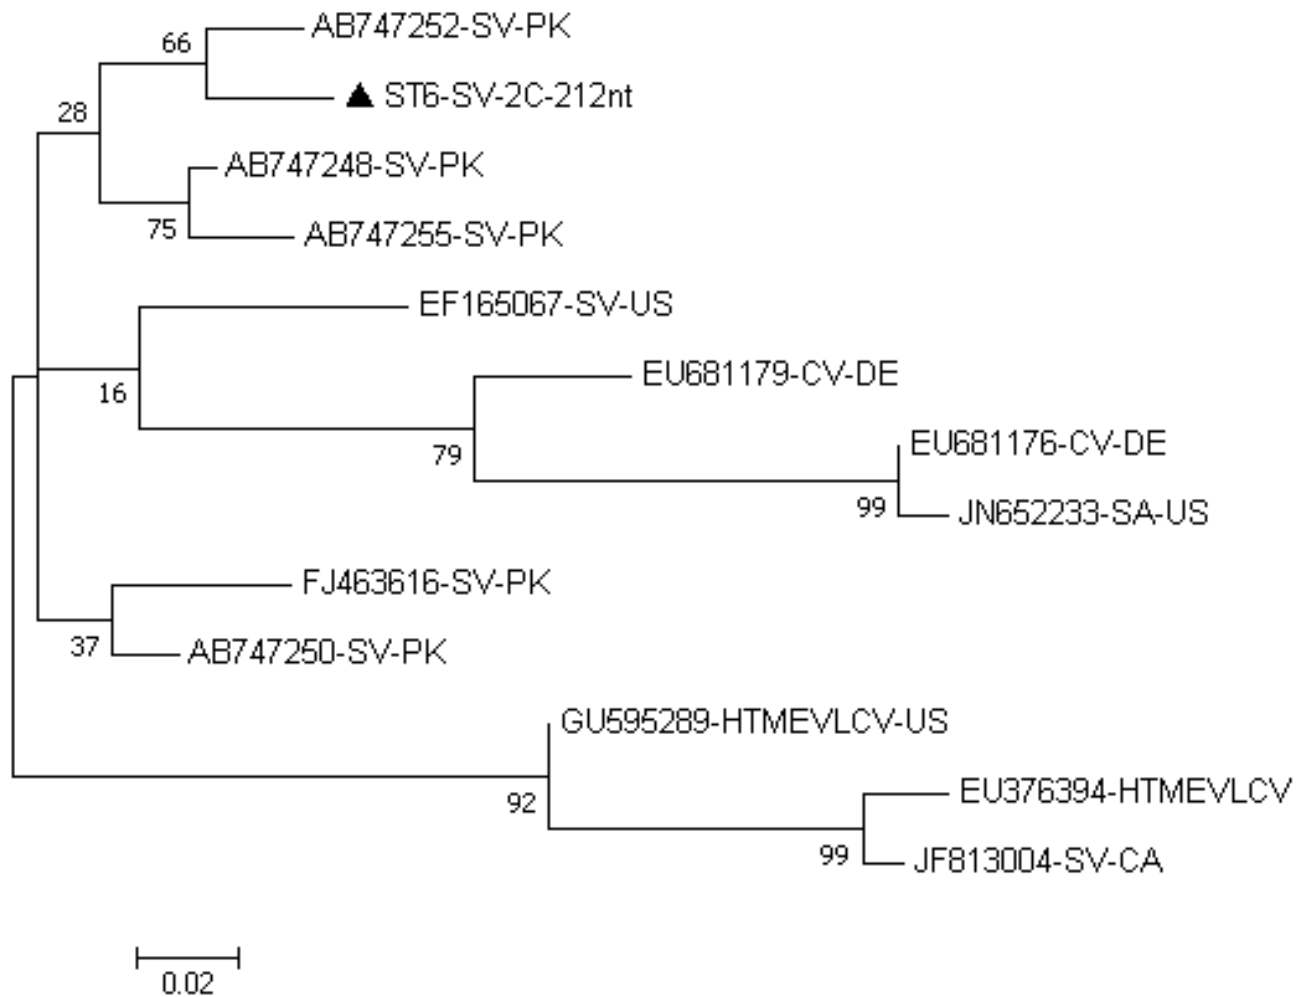 AB747252-SV-PK
66
ST6-SV-2C-212nt
28
AB747248-SV-PK
75
AB747255-SV-PK
EF165067-SV-US
EU681179-CV-DE
16
EU681176-CV-DE
79
99
JN652233-SA-US
FJ463616-SV-PK
37
AB747250-SV-PK
GU595289-HTMEVLCV-US
EU376394-HTMEVLCV
92
99
JF813004-SV-CA
0.02